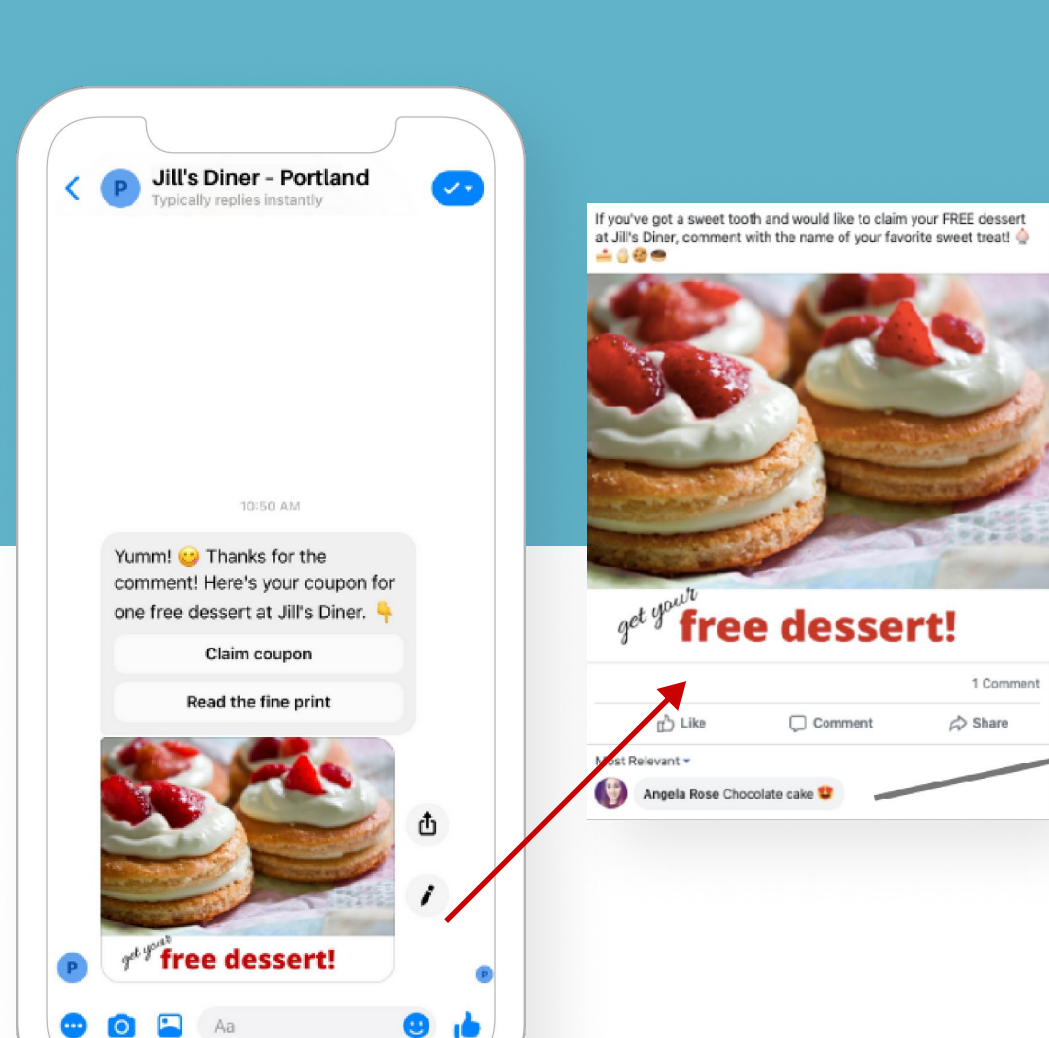 P
Jill's Diner - Portland
Typically replies instantly
10:50 AM
Yumm! 😋 Thanks for the
comment! Here's your coupon for
one free dessert at Jill's Diner. 👇
Claim coupon
Read the fine print
get your free dessert!
P
P
Aa
If you've got a sweet tooth and would like to claim your FREE dessert
at Jill's Diner, comment with the name of your favorite sweet treat! 🧁
🍰🍦🍪🍩
get your free dessert!
1 Comment
Like Comment Share
Most Relevant
Angela Rose Chocolate cake 😍